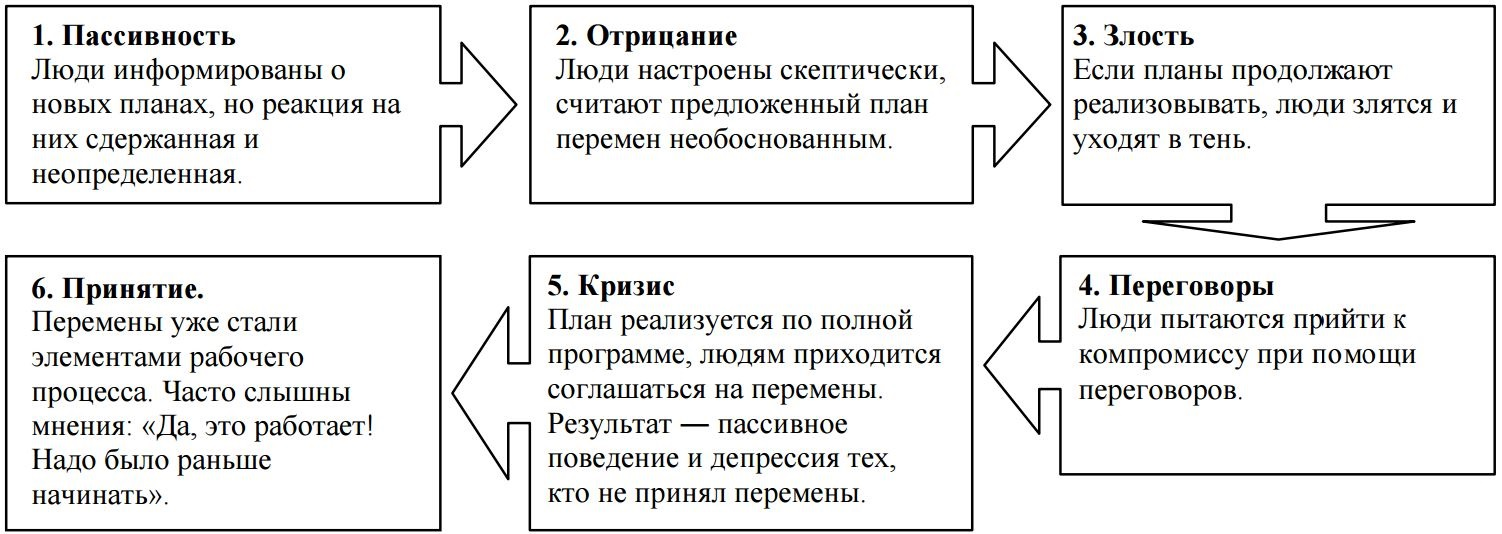 1. Пассивность
Люди информированы о
новых планах, но реакция на
них сдержанная и
неопределенная.
2. Отрицание
Люди настроены скептически,
считают предложенный план
перемен необоснованным.
3. Злость
Если планы продолжают
реализовывать, люди злятся и
уходят в тень.
4. Переговоры
Люди пытаются прийти к
компромиссу при помощи
переговоров.
5. Кризис
План реализуется по полной
программе, людям приходится
соглашаться на перемены.
Результат — пассивное
поведение и депрессия тех,
кто не принял перемены.
6. Принятие.
Перемены уже стали
элементами рабочего
процесса. Часто слышны
мнения: «Да, это работает!
Надо было раньше
начинать».